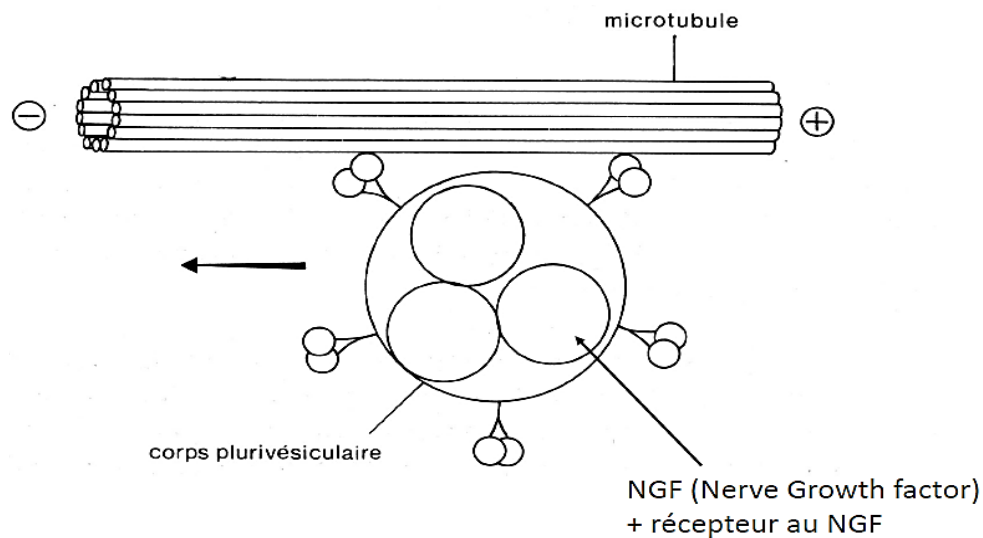 microtubule
−
+
corps plurivésiculaire
NGF (Nerve Growth factor)
+ récepteur au NGF